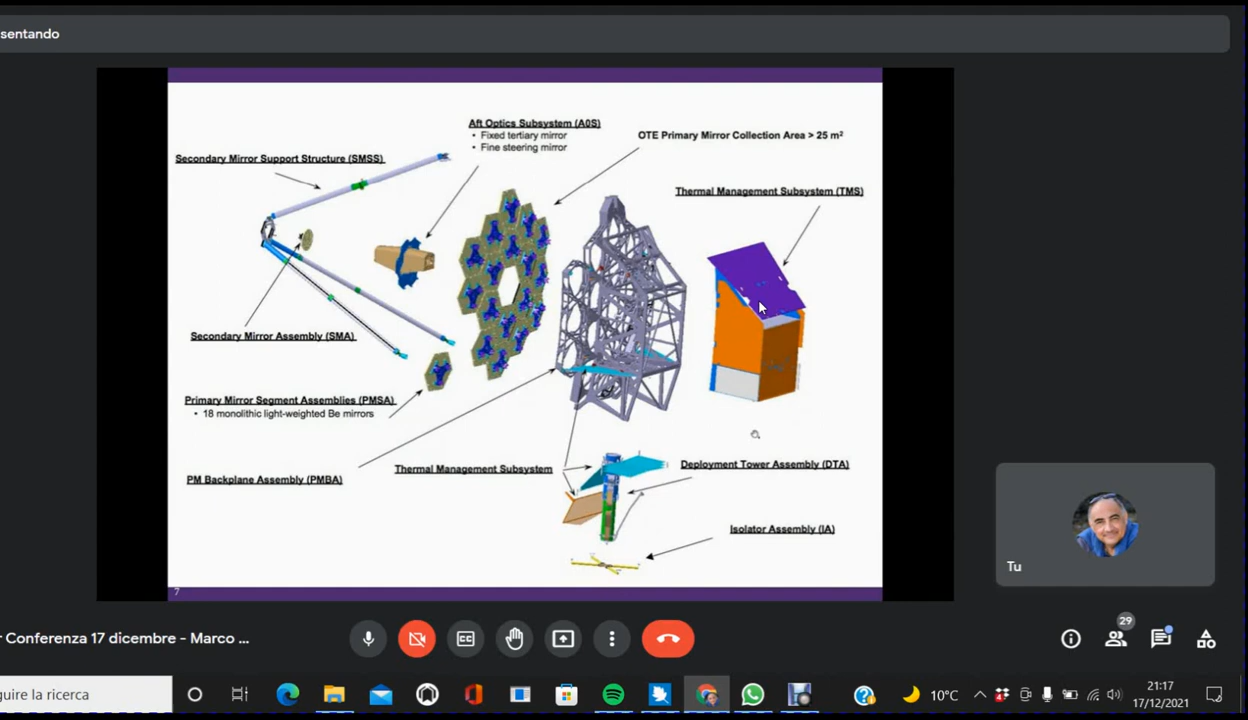 sentando
Aft Optics Subsystem (A0S)
• Fixed tertiary mirror
• Fine steering mirror
OTE Primary Mirror Collection Area > 25 m²
Secondary Mirror Support Structure (SMSS)
Thermal Management Subsystem (TMS)
Secondary Mirror Assembly (SMA)
Primary Mirror Segment Assemblies (PMSA)
• 18 monolithic light-weighted Be mirrors
PM Backplane Assembly (PMBA)
Thermal Management Subsystem
Deployment Tower Assembly (DTA)
Isolator Assembly (IA)
7
Tu
r Conferenza 17 dicembre - Marco ...
CC
29
guire la ricerca
10°C
21:17
17/12/2021